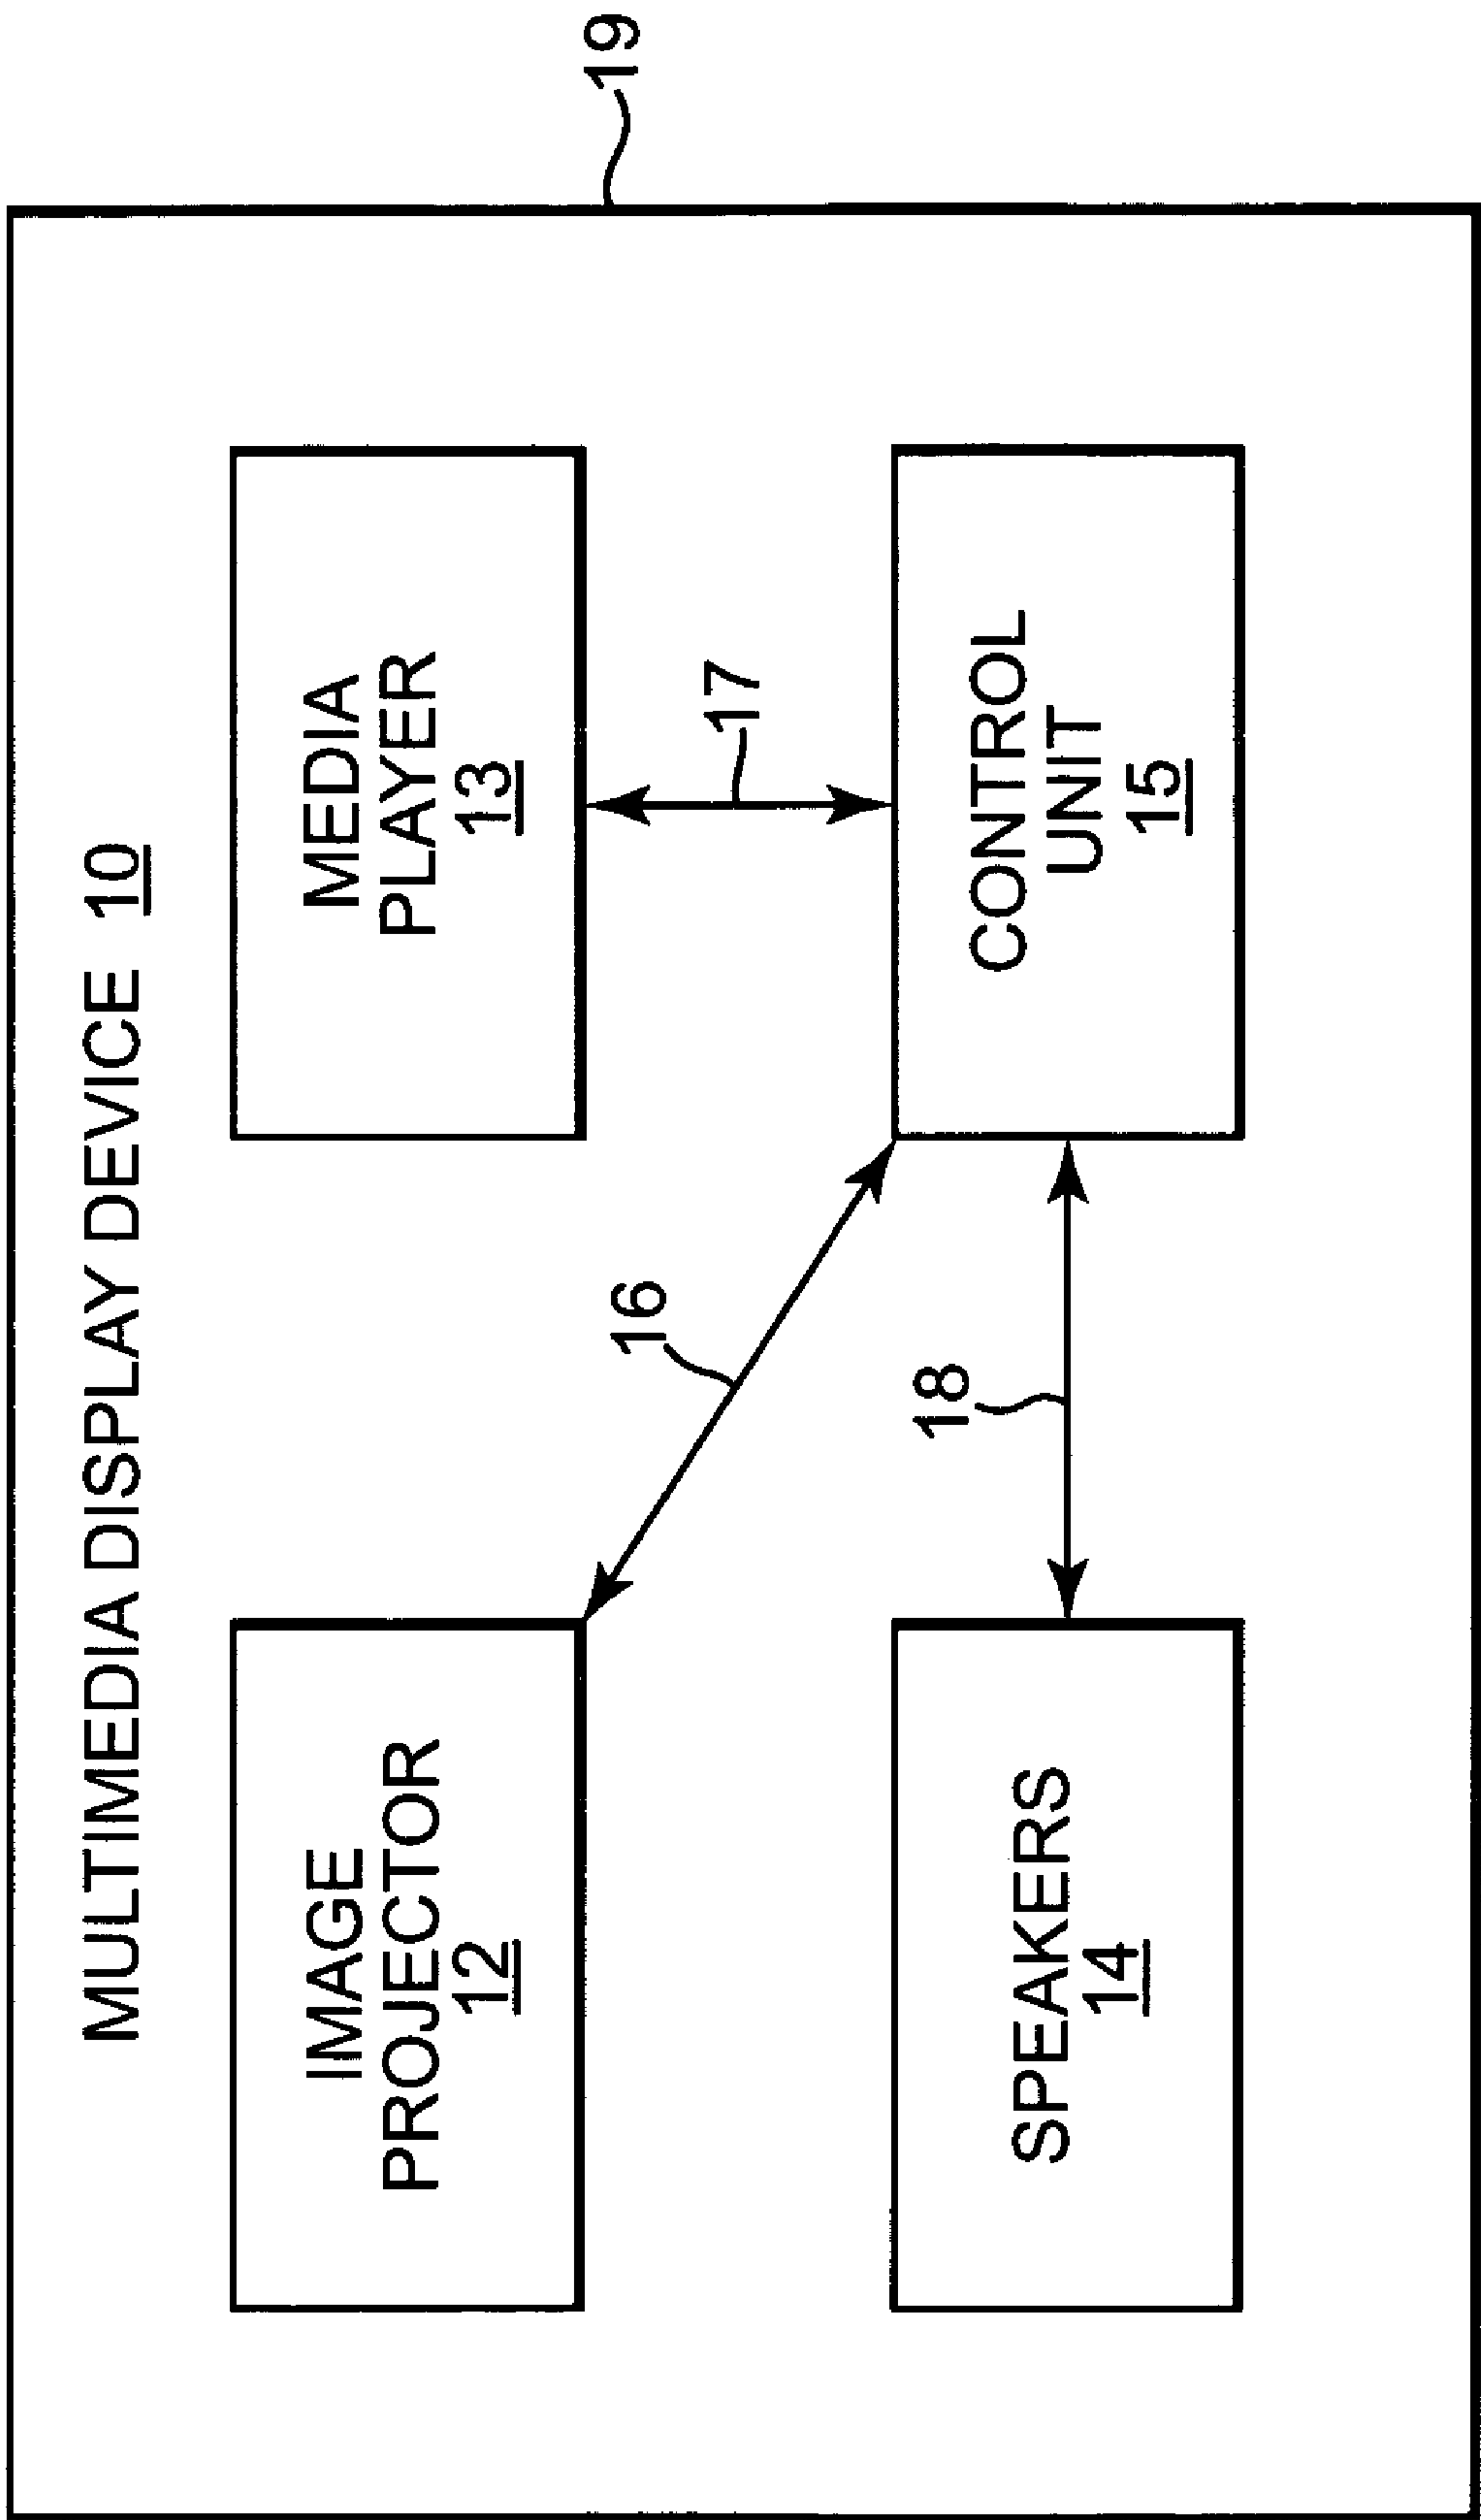 MULTIMEDIA DISPLAY DEVICE 10
IMAGE
PROJECTOR
12
MEDIA
PLAYER
13
16
17
18
SPEAKERS
14
CONTROL
UNIT
15
19